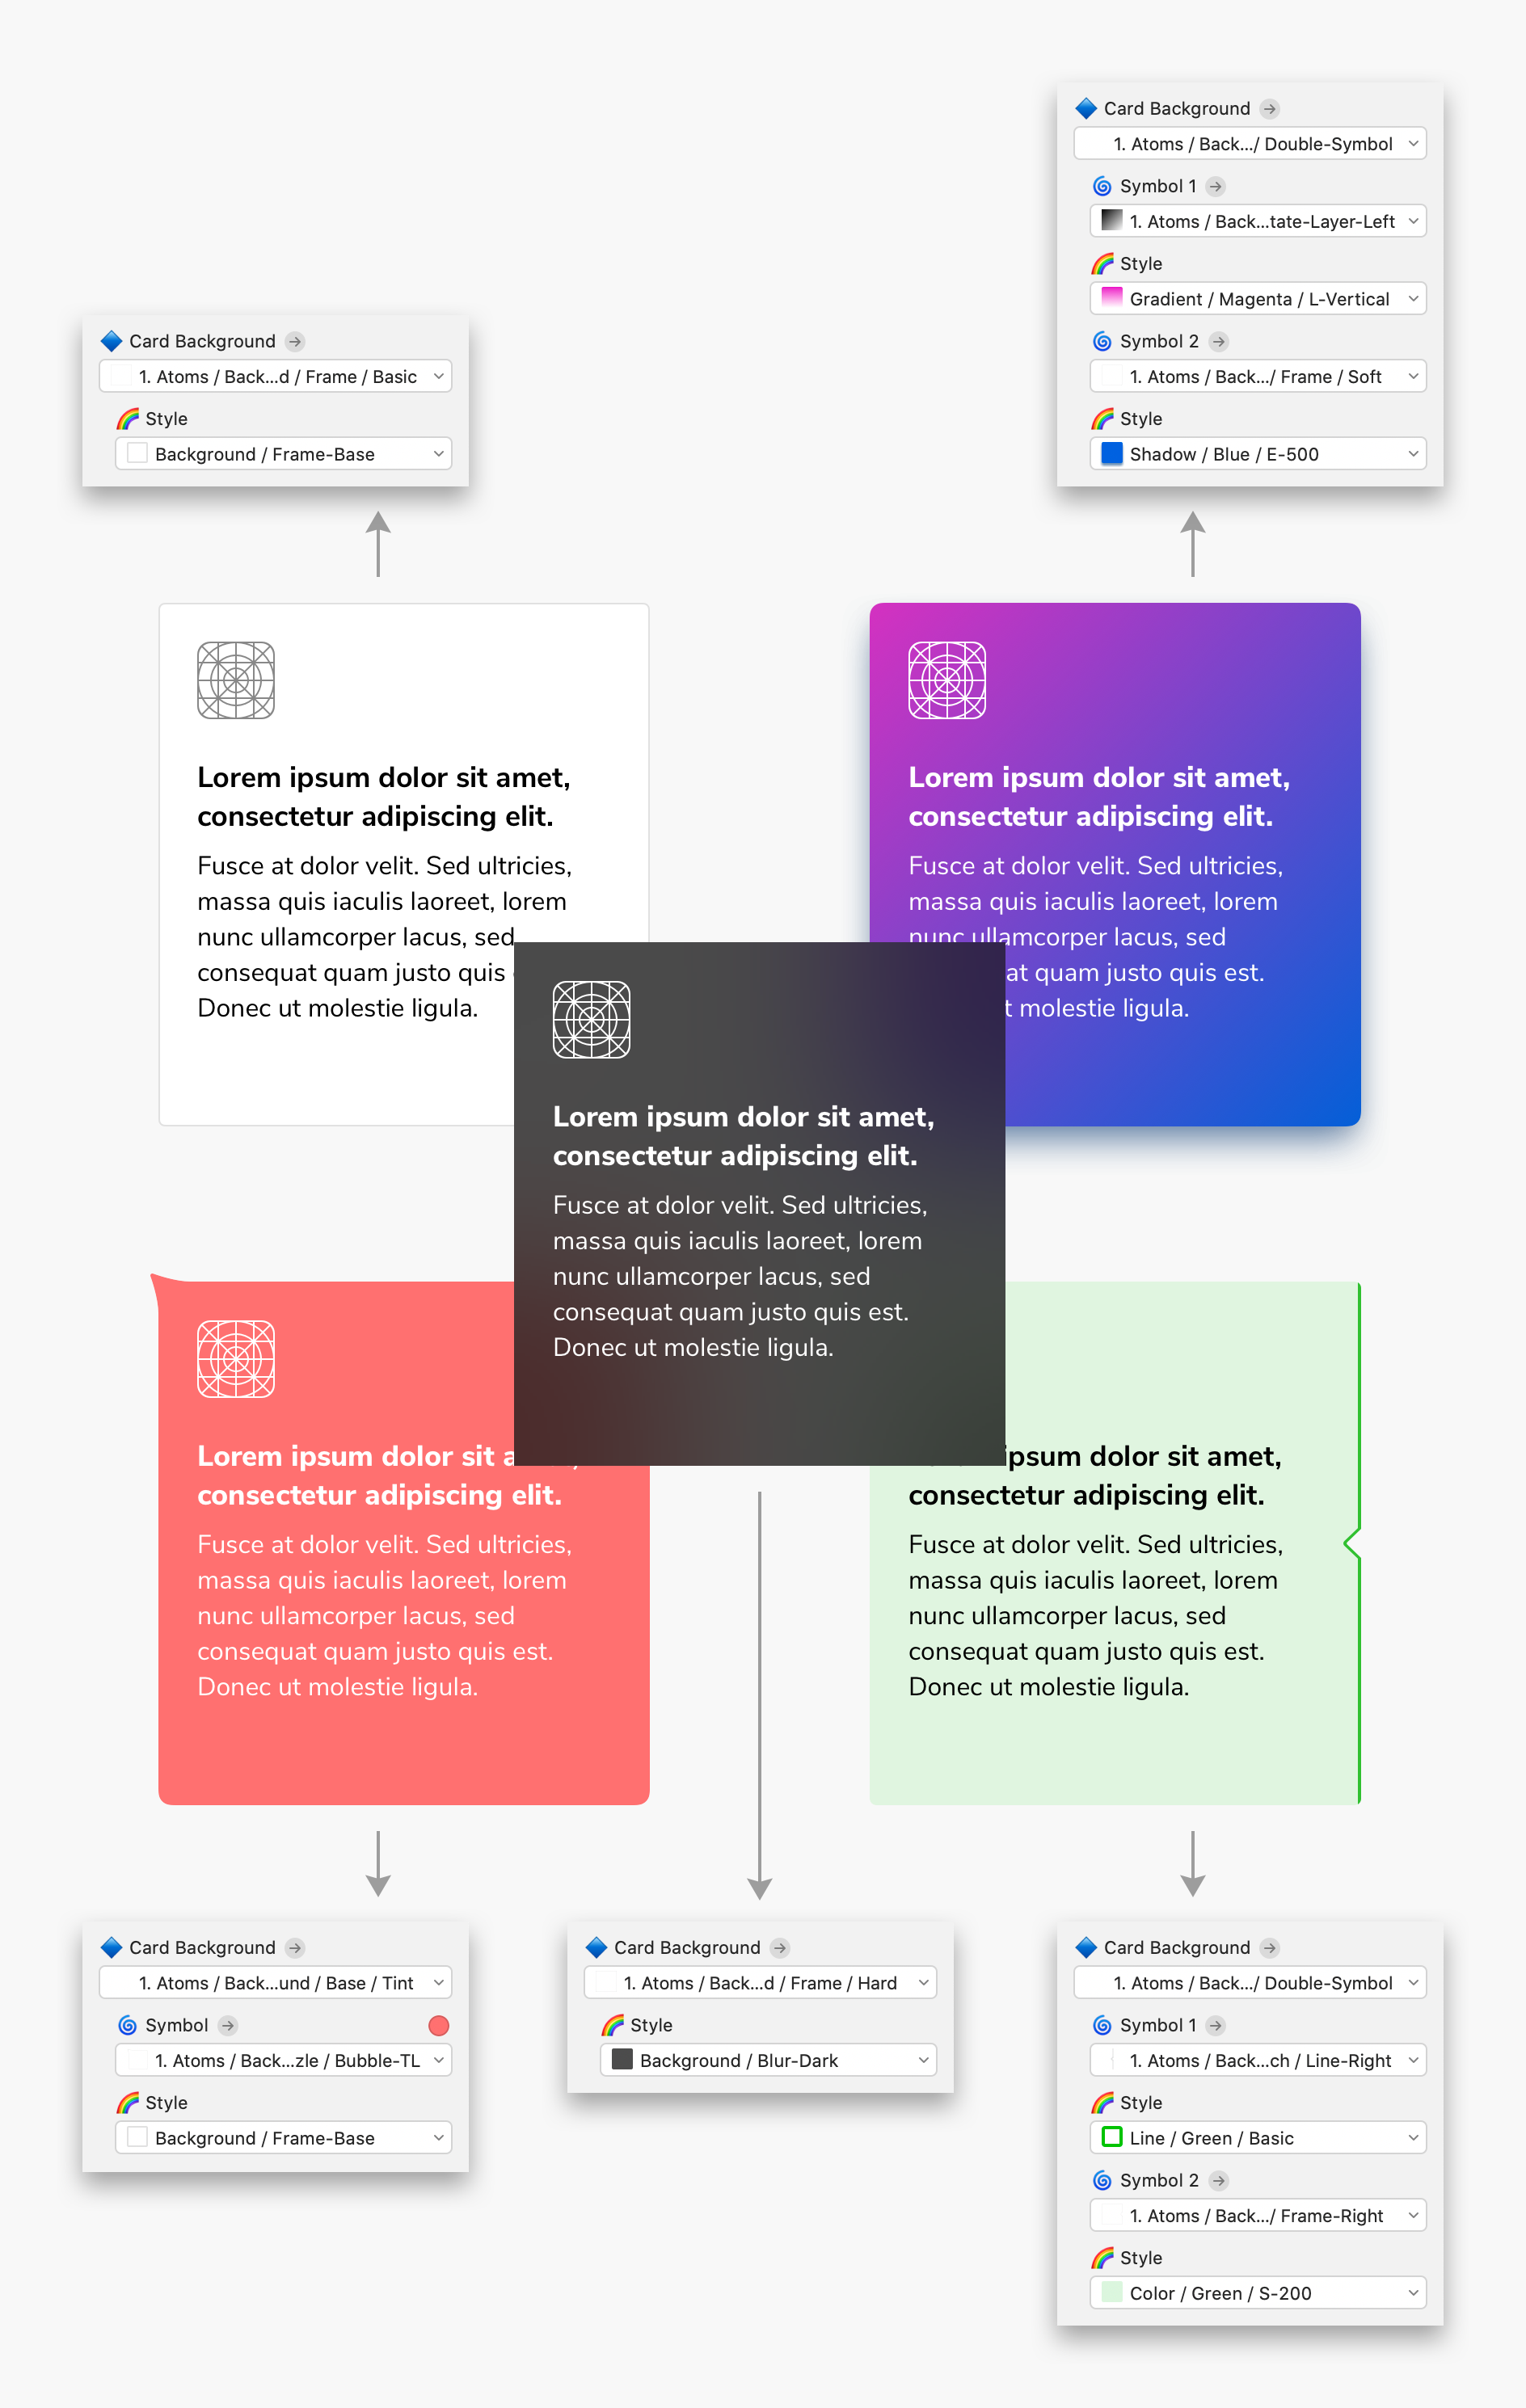 Card Background
1. Atoms / Back.../ Double-Symbol
Symbol 1
1. Atoms / Back...tate-Layer-Left
Style
Gradient / Magenta / L-Vertical
Symbol 2
1. Atoms / Back.../ Frame / Soft
Style
Shadow / Blue / E-500
Card Background
1. Atoms / Back...d / Frame / Basic
Style
Background / Frame-Base
Lorem ipsum dolor sit amet,
consectetur adipiscing elit.
Fusce at dolor velit. Sed ultricies,
massa quis iaculis laoreet, lorem
nunc ullamcorper lacus, sed
consequat quam justo quis
Donec ut molestie ligula.
Lorem ipsum dolor sit amet,
consectetur adipiscing elit.
Fusce at dolor velit. Sed ultricies,
massa quis iaculis laoreet, lorem
nunc ullamcorper lacus, sed
at quam justo quis est.
t molestie ligula.
Lorem ipsum dolor sit amet,
consectetur adipiscing elit.
Fusce at dolor velit. Sed ultricies,
massa quis iaculis laoreet, lorem
nunc ullamcorper lacus, sed
consequat quam justo quis est.
Donec ut molestie ligula.
Lorem ipsum dolor sit a
consectetur adipiscing elit.
Fusce at dolor velit. Sed ultricies,
massa quis iaculis laoreet, lorem
nunc ullamcorper lacus, sed
consequat quam justo quis est.
Donec ut molestie ligula.
ipsum dolor sit amet,
consectetur adipiscing elit.
Fusce at dolor velit. Sed ultricies,
massa quis iaculis laoreet, lorem
nunc ullamcorper lacus, sed
consequat quam justo quis est.
Donec ut molestie ligula.
Card Background
1. Atoms / Back...und / Base / Tint
Symbol
1. Atoms / Back...zle / Bubble-TL
Style
Background / Frame-Base
Card Background
1. Atoms / Back...d / Frame / Hard
Style
Background / Blur-Dark
Card Background
1. Atoms / Back.../ Double-Symbol
Symbol 1
1. Atoms / Back...ch / Line-Right
Style
Line / Green / Basic
Symbol 2
1. Atoms / Back.../ Frame-Right
Style
Color / Green / S-200